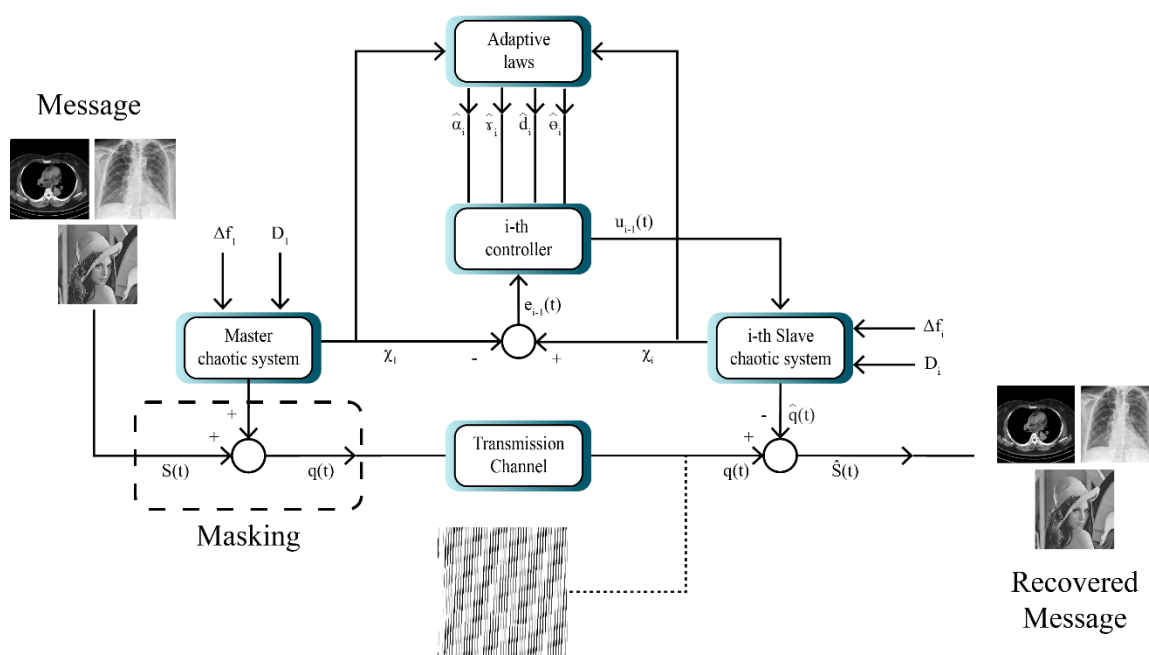 Adaptive
laws
Message
α̂ᵢ
ɤ̂ᵢ
d̂ᵢ
ɵ̂ᵢ
i-th
controller
uᵢ₋₁(t)
Δf₁
D₁
eᵢ₋₁(t)
Master
chaotic system
χ₁
-
+
χᵢ
i-th Slave
chaotic system
Δfᵢ
Dᵢ
+
+
S(t)
q(t)
Transmission
Channel
-
q̂(t)
+
q(t)
Ŝ(t)
Masking
Recovered
Message